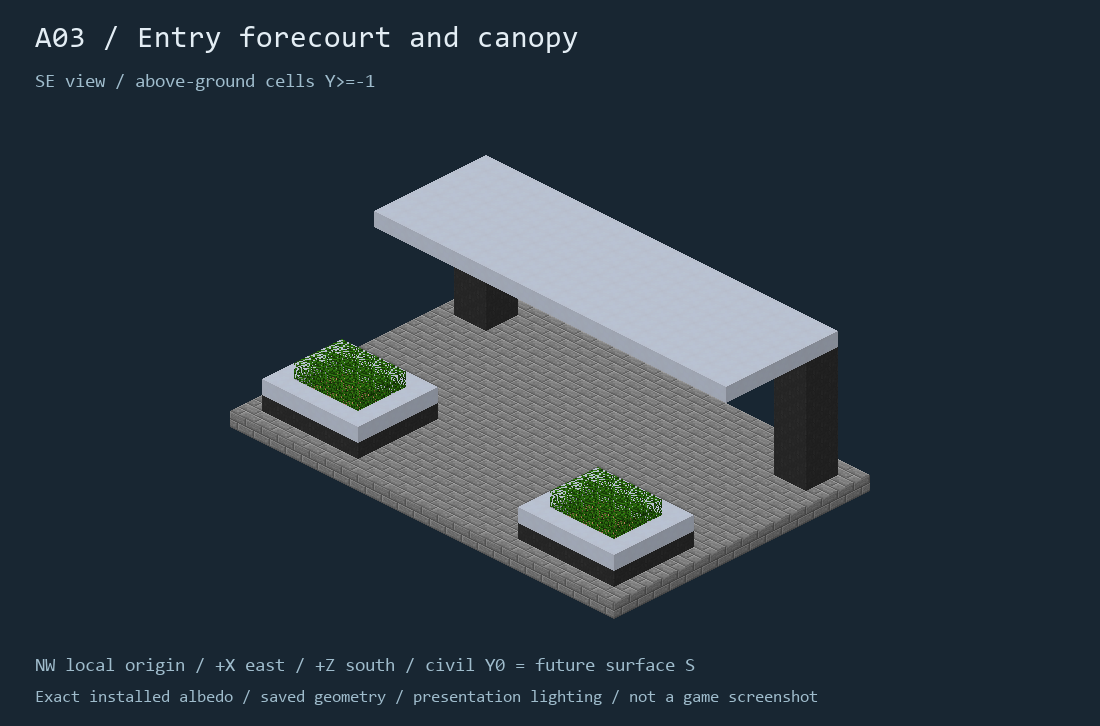 A03 / Entry forecourt and canopy
SE view / above-ground cells Y>=-1
NW local origin / +X east / +Z south / civil Y0 = future surface S
Exact installed albedo / saved geometry / presentation lighting / not a game screenshot